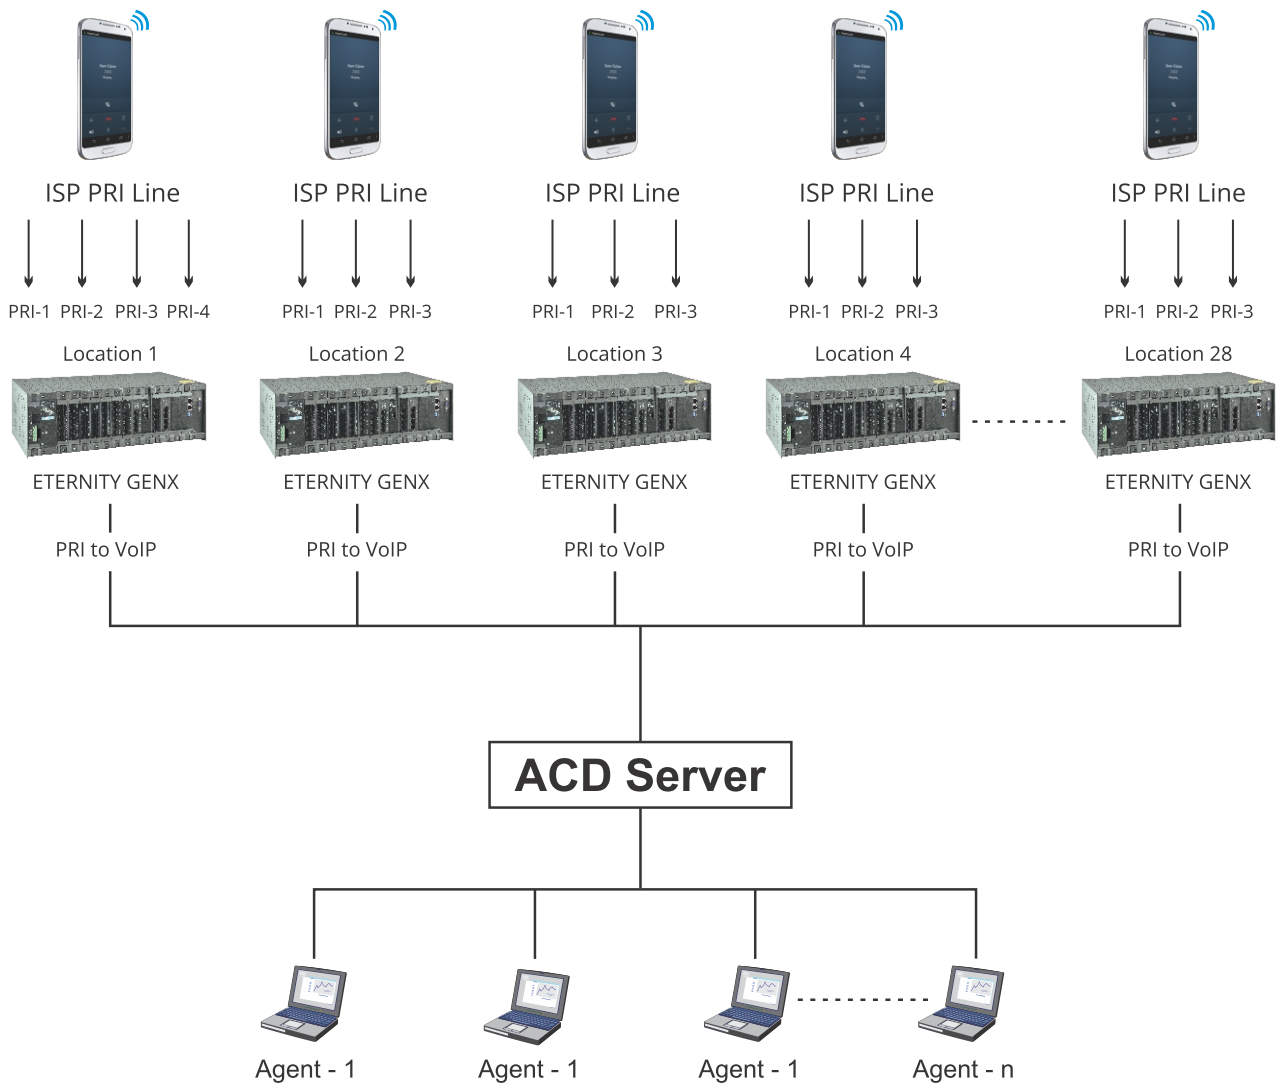 ISP PRI Line ISP PRI Line ISP PRI Line ISP PRI Line ISP PRI Line
PRI-1 PRI-2 PRI-3 PRI-4 PRI-1 PRI-2 PRI-3 PRI-1 PRI-2 PRI-3 PRI-1 PRI-2 PRI-3 PRI-1 PRI-2 PRI-3
Location 1 Location 2 Location 3 Location 4 Location 28
ETERNITY GENX ETERNITY GENX ETERNITY GENX ETERNITY GENX ETERNITY GENX
PRI to VoIP PRI to VoIP PRI to VoIP PRI to VoIP PRI to VoIP
ACD Server
Agent - 1 Agent - 1 Agent - 1 Agent - n